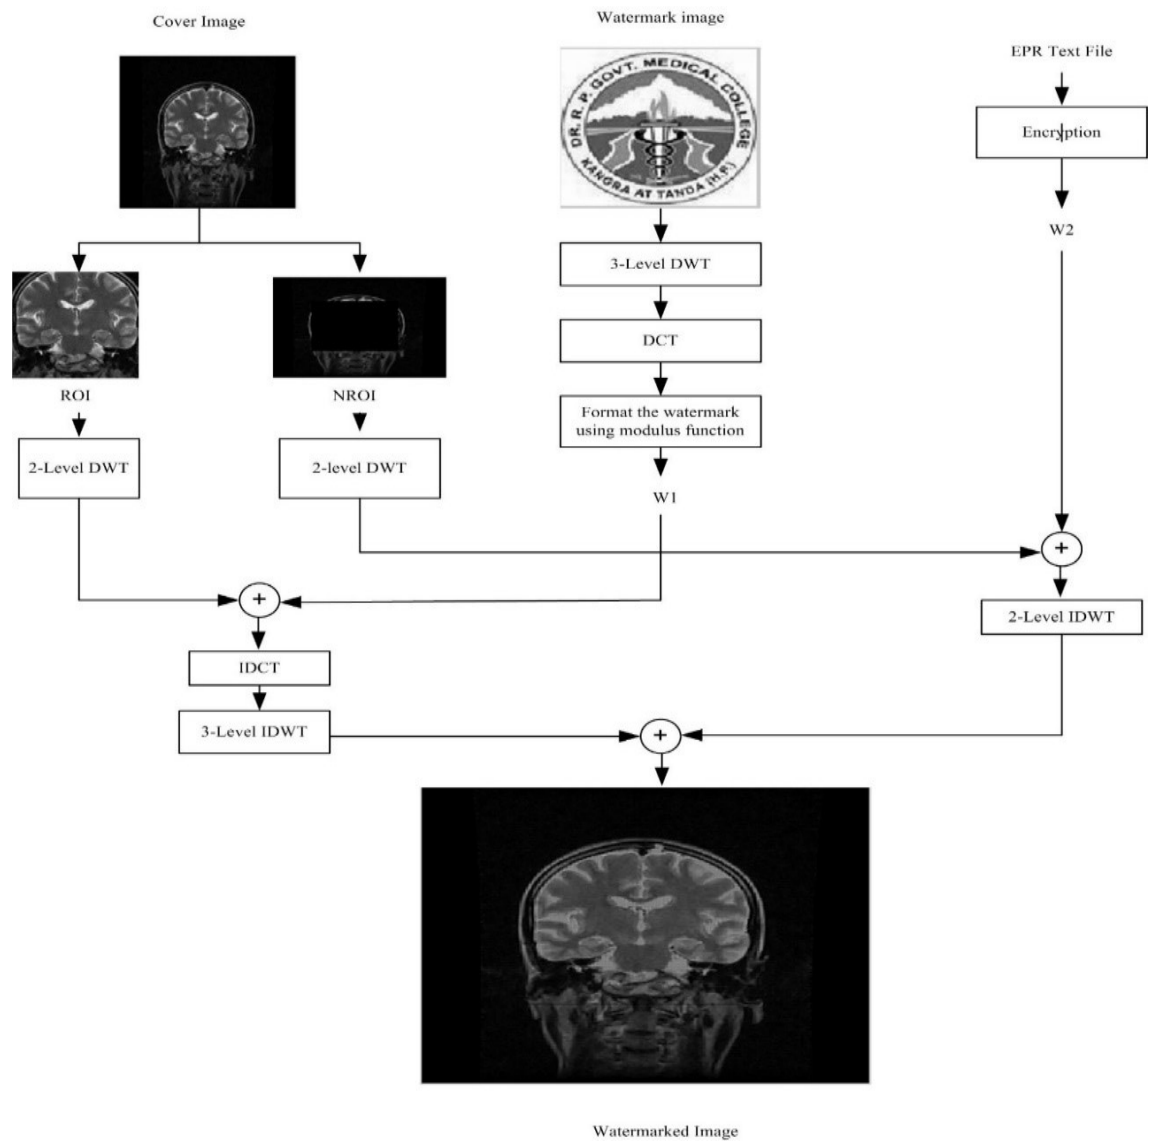 Cover Image
Watermark image
EPR Text File
DR. R. P. GOVT. MEDICAL COLLEGE
KANGRA AT TANDA (H.P.)
Encryption
W2
3-Level DWT
DCT
ROI
NROI
Format the watermark
using modulus function
2-Level DWT
2-level DWT
W1
+
+
2-Level IDWT
IDCT
3-Level IDWT
+
Watermarked Image